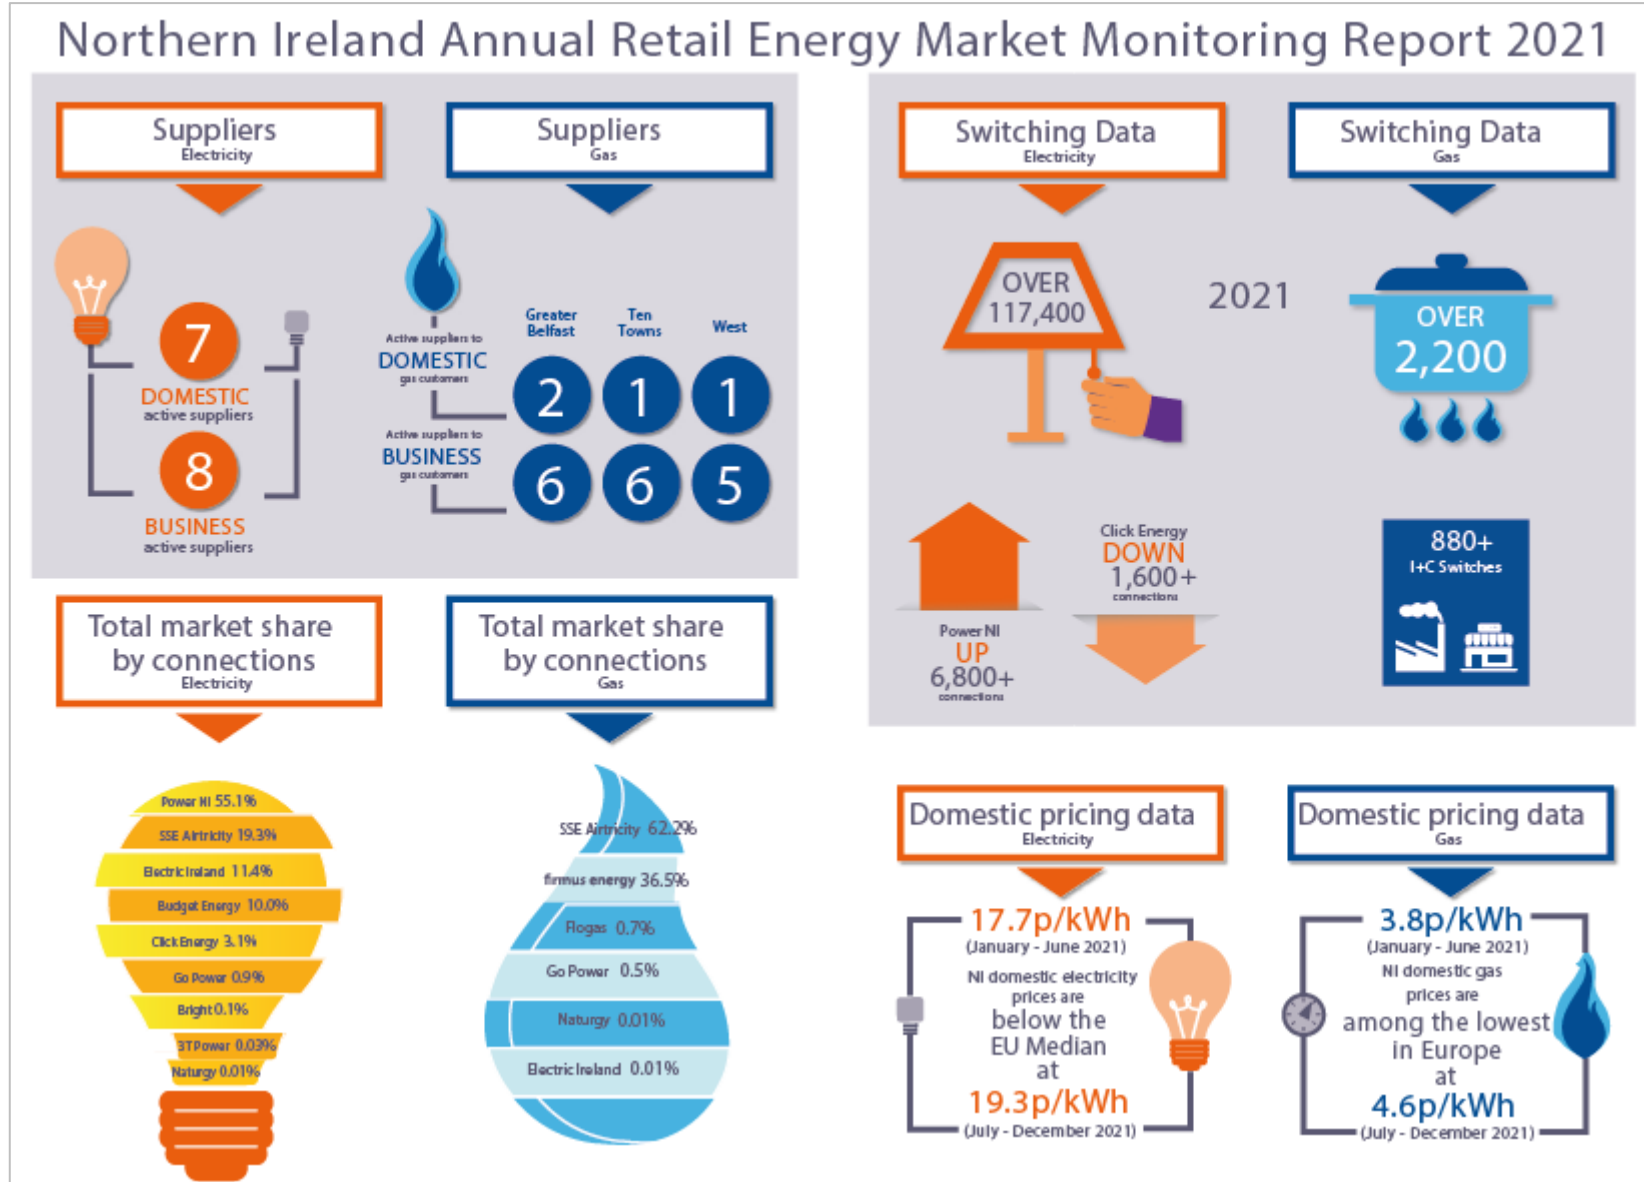 Northern Ireland Annual Retail Energy Market Monitoring Report 2021
Suppliers
Electricity
7
DOMESTIC
active suppliers
8
BUSINESS
active suppliers
Suppliers
Gas
Greater
Belfast
Ten
Towns
West
Active suppliers to
DOMESTIC
gas customers
2
1
1
Active suppliers to
BUSINESS
gas customers
6
6
5
Switching Data
Electricity
Switching Data
Gas
OVER
117,400
2021
OVER
2,200
Power NI
UP
6,800+
connections
Click Energy
DOWN
1,600+
connections
880+
I+C Switches
Total market share
by connections
Electricity
Power NI 55.1%
SSE Airtricity 19.3%
Electric Ireland 11.4%
Budget Energy 10.0%
Click Energy 3.1%
Go Power 0.9%
Bright 0.1%
3T Power 0.03%
Naturgy 0.01%
Total market share
by connections
Gas
SSE Airtricity 62.2%
firmus energy 36.5%
Flogas 0.7%
Go Power 0.5%
Naturgy 0.01%
Electric Ireland 0.01%
Domestic pricing data
Electricity
17.7p/kWh
(January - June 2021)
NI domestic electricity
prices are
below the
EU Median
at
19.3p/kWh
(July - December 2021)
Domestic pricing data
Gas
3.8p/kWh
(January - June 2021)
NI domestic gas
prices are
among the lowest
in Europe
at
4.6p/kWh
(July - December 2021)